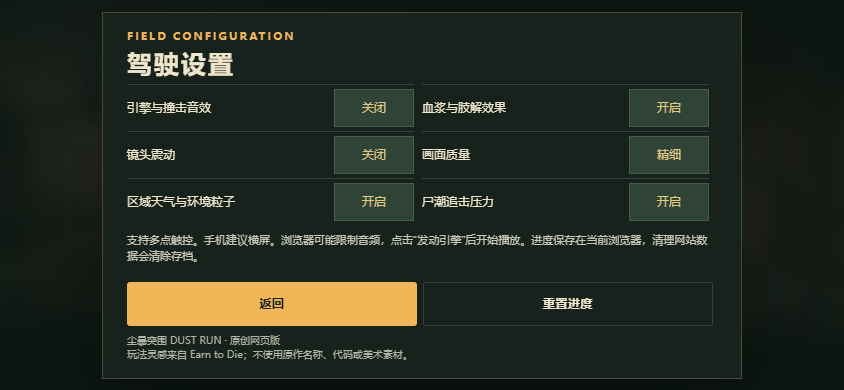 FIELD CONFIGURATION
驾驶设置
引擎与撞击音效 关闭 血浆与肢解效果 开启
镜头震动 关闭 画面质量 精细
区域天气与环境粒子 开启 尸潮追击压力 开启
支持多点触控。手机建议横屏。浏览器可能限制音频，点击“发动引擎”后开始播放。进度保存在当前浏览器，清理网站数
据会清除存档。
返回 重置进度
尘暴突围 DUST RUN · 原创网页版
玩法灵感来自 Earn to Die；不使用原作名称、代码或美术素材。